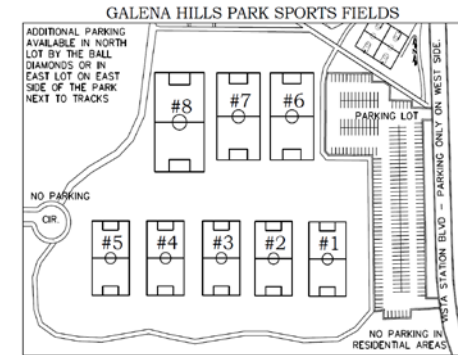 GALENA HILLS PARK SPORTS FIELDS
ADDITIONAL PARKING
AVAILABLE IN NORTH
LOT BY THE BALL
DIAMONDS OR IN
EAST LOT ON EAST
SIDE OF THE PARK
NEXT TO TRACKS
#8
#7
#6
PARKING LOT
VISTA STATION BLVD - PARKING ONLY ON WEST SIDE.
NO PARKING
CIR.
#5
#4
#3
#2
#1
NO PARKING IN
RESIDENTIAL AREAS